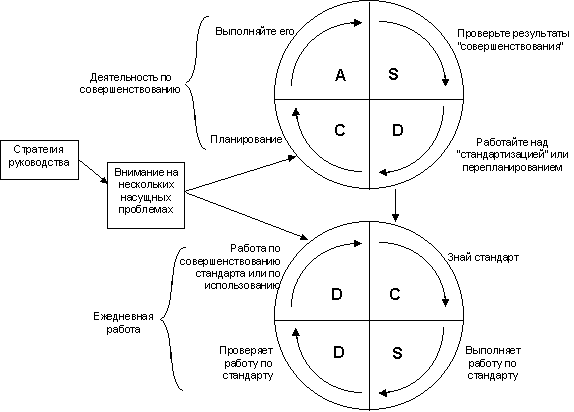 Выполняйте его
Проверьте результаты
"совершенствования"
Деятельность по
совершенствованию
A
S
C
D
Планирование
Работайте над
"стандартизацией" или
перепланированием
Стратегия
руководства
Внимание на
нескольких
насущных
проблемах
Работа по
совершенствованию
стандарта или по
использованию
Знай стандарт
D
C
Ежедневная
работа
D
S
Проверяет
работу по
стандарту
Выполняет
работу по
стандарту